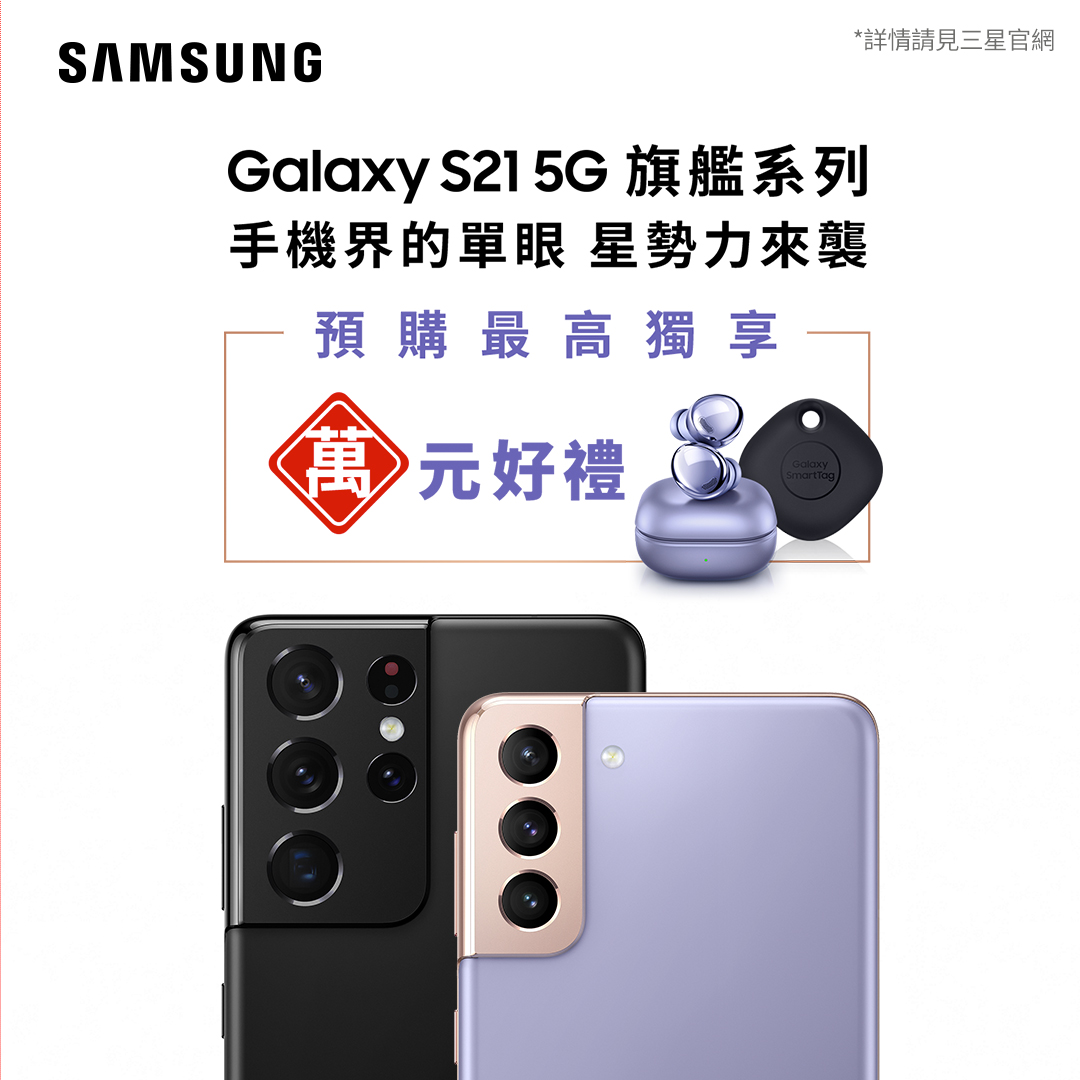 SAMSUNG
*詳情請見三星官網
Galaxy S21 5G 旗艦系列
手機界的單眼 星勢力來襲
預購最高獨享
萬元好禮
Galaxy
SmartTag